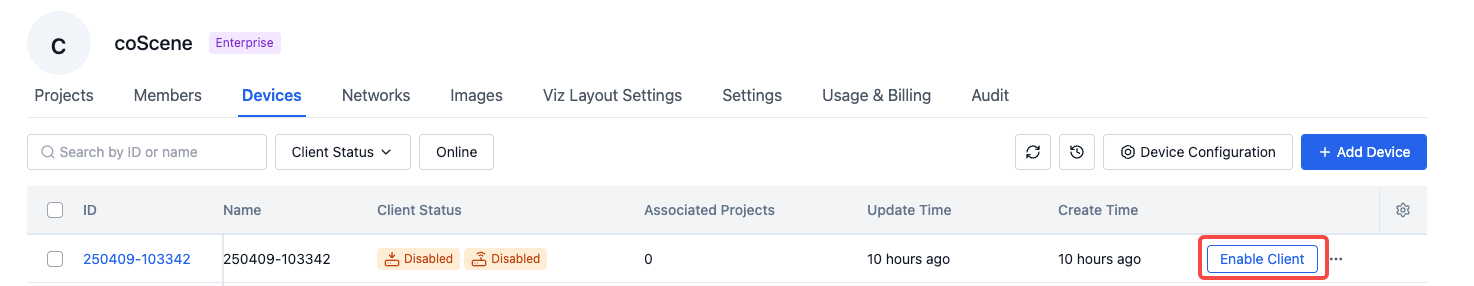 C
coScene Enterprise
Projects Members Devices Networks Images Viz Layout Settings Settings Usage & Billing Audit
Search by ID or name Client Status Online Device Configuration + Add Device
ID Name Client Status Associated Projects Update Time Create Time
250409-103342 250409-103342 Disabled Disabled 0 10 hours ago 10 hours ago Enable Client ...